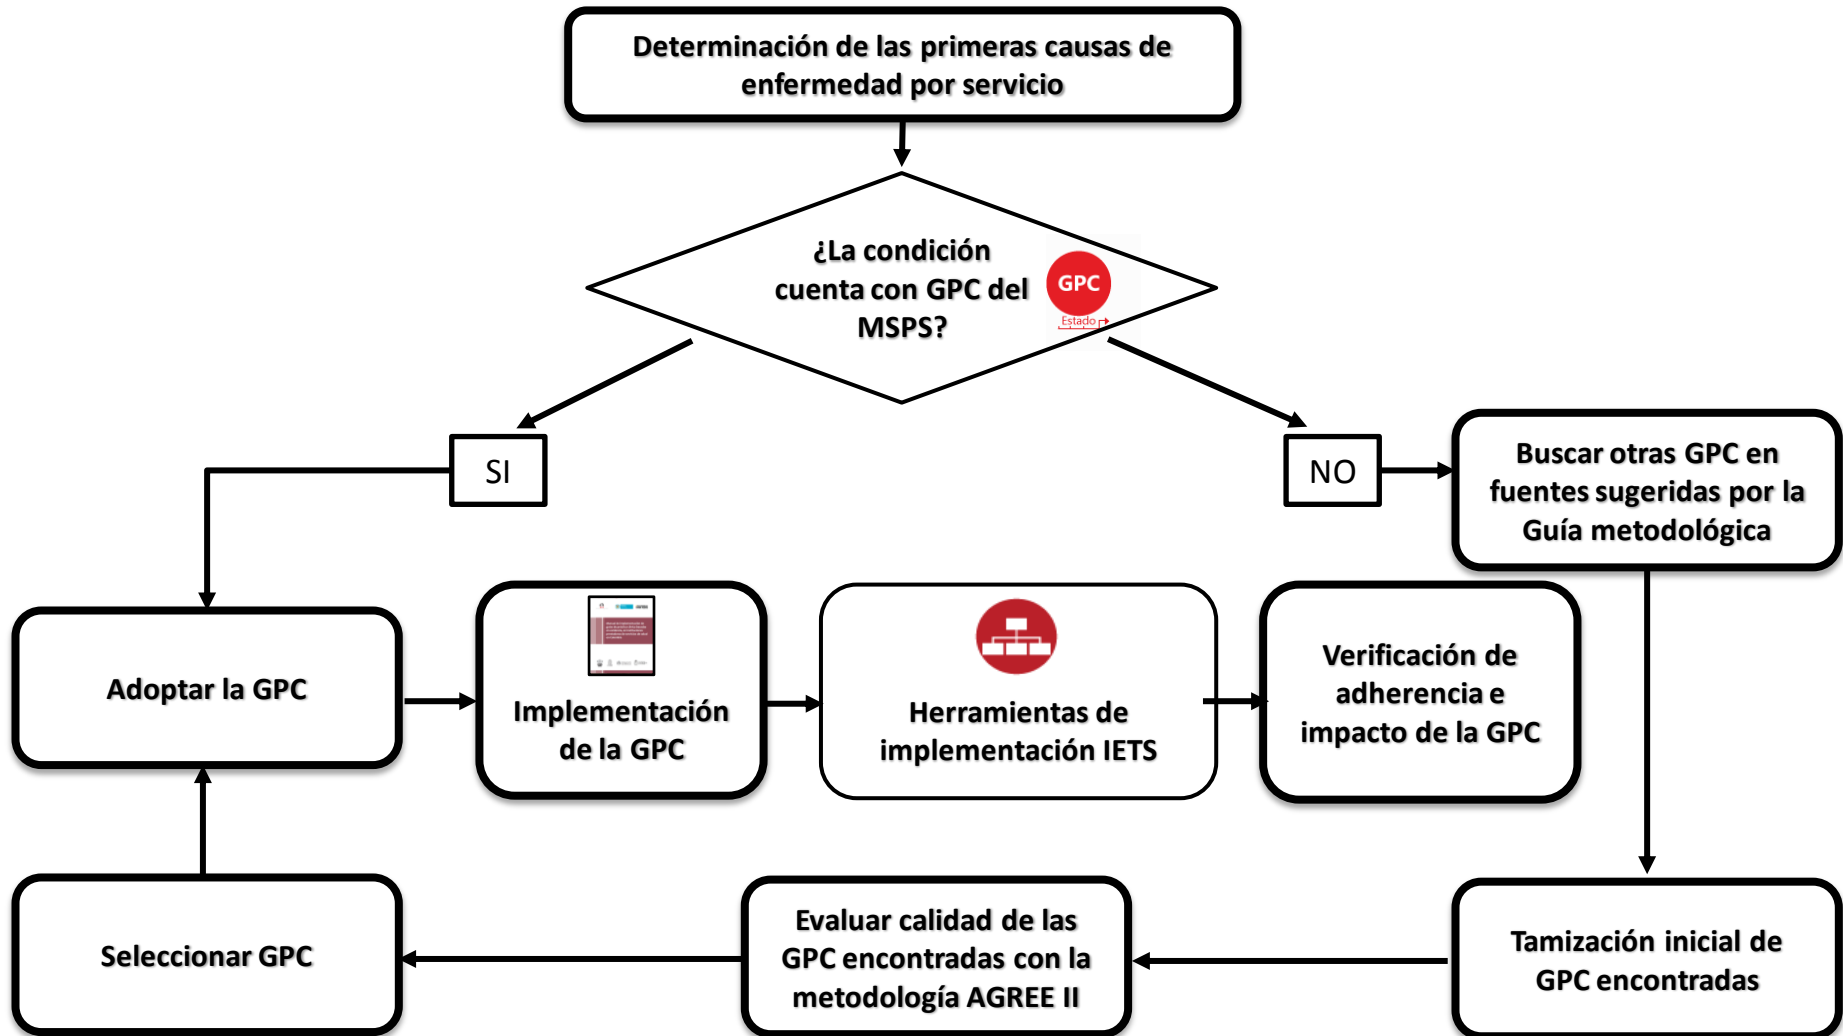 Determinación de las primeras causas de
enfermedad por servicio
¿La condición
cuenta con GPC del
MSPS?
GPC
Estado
SI
NO
Buscar otras GPC en
fuentes sugeridas por la
Guía metodológica
Adoptar la GPC
Implementación
de la GPC
Herramientas de
implementación IETS
Verificación de
adherencia e
impacto de la GPC
Seleccionar GPC
Evaluar calidad de las
GPC encontradas con la
metodología AGREE II
Tamización inicial de
GPC encontradas